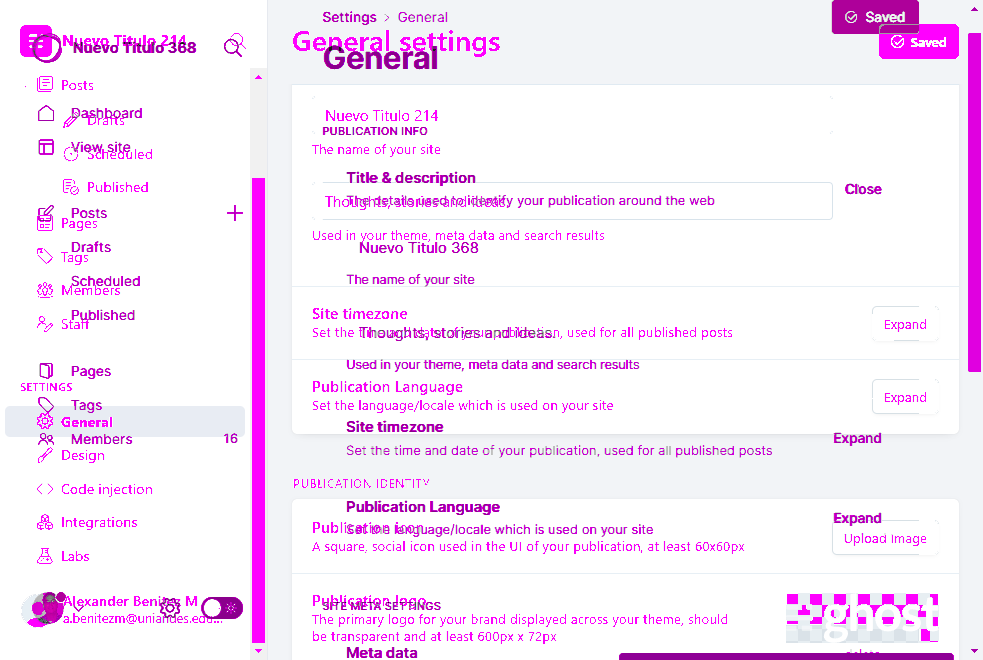 Settings > General
Saved
Saved
Nuevo Titulo 214
Nuevo Titulo 368
General settings
General
Posts
Dashboard
Drafts
View site
Scheduled
Published
Posts
Pages
Drafts
Tags
Scheduled
Members
Published
Staff
Pages
SETTINGS
Tags
General
Members 16
Design
Code injection
Integrations
Labs
Alexander Benitez M
a.benitezm@uniandes.edu...
Nuevo Titulo 214
PUBLICATION INFO
The name of your site
Title & description
Close
The details used to identify your publication around the web
Thoughts, stories and ideas.
Used in your theme, meta data and search results
Nuevo Titulo 368
The name of your site
Site timezone
Expand
Set the time and date of your publication, used for all published posts
Thoughts, stories and ideas.
Used in your theme, meta data and search results
Publication Language
Expand
Set the language/locale which is used on your site
Site timezone
Expand
Set the time and date of your publication, used for all published posts
PUBLICATION IDENTITY
Publication Language
Expand
Set the language/locale which is used on your site
Publication icon
Upload Image
A square, social icon used in the UI of your publication, at least 60x60px
Publication logo
SITE META SETTINGS
The primary logo for your brand displayed across your theme, should
be transparent and at least 600px x 72px
ghost
Meta data